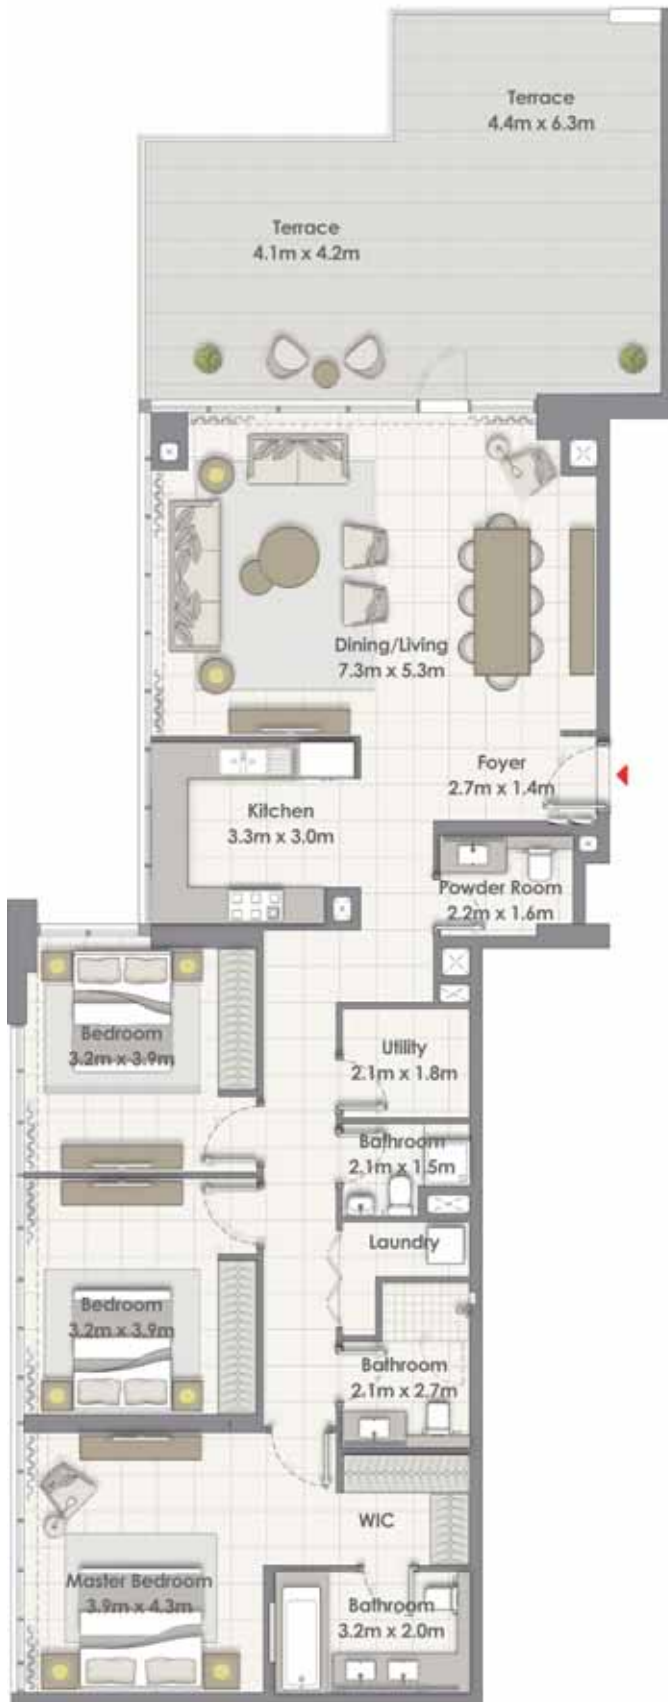 Terrace
4.4m x 6.3m
Terrace
4.1m x 4.2m
Dining/Living
7.3m x 5.3m
Foyer
2.7m x 1.4m
Kitchen
3.3m x 3.0m
Powder Room
2.2m x 1.6m
Bedroom
3.2m x 3.9m
Utility
2.1m x 1.8m
Bathroom
2.1m x 1.5m
Laundry
Bedroom
3.2m x 3.9m
Bathroom
2.1m x 2.7m
WIC
Master Bedroom
3.9m x 4.3m
Bathroom
3.2m x 2.0m